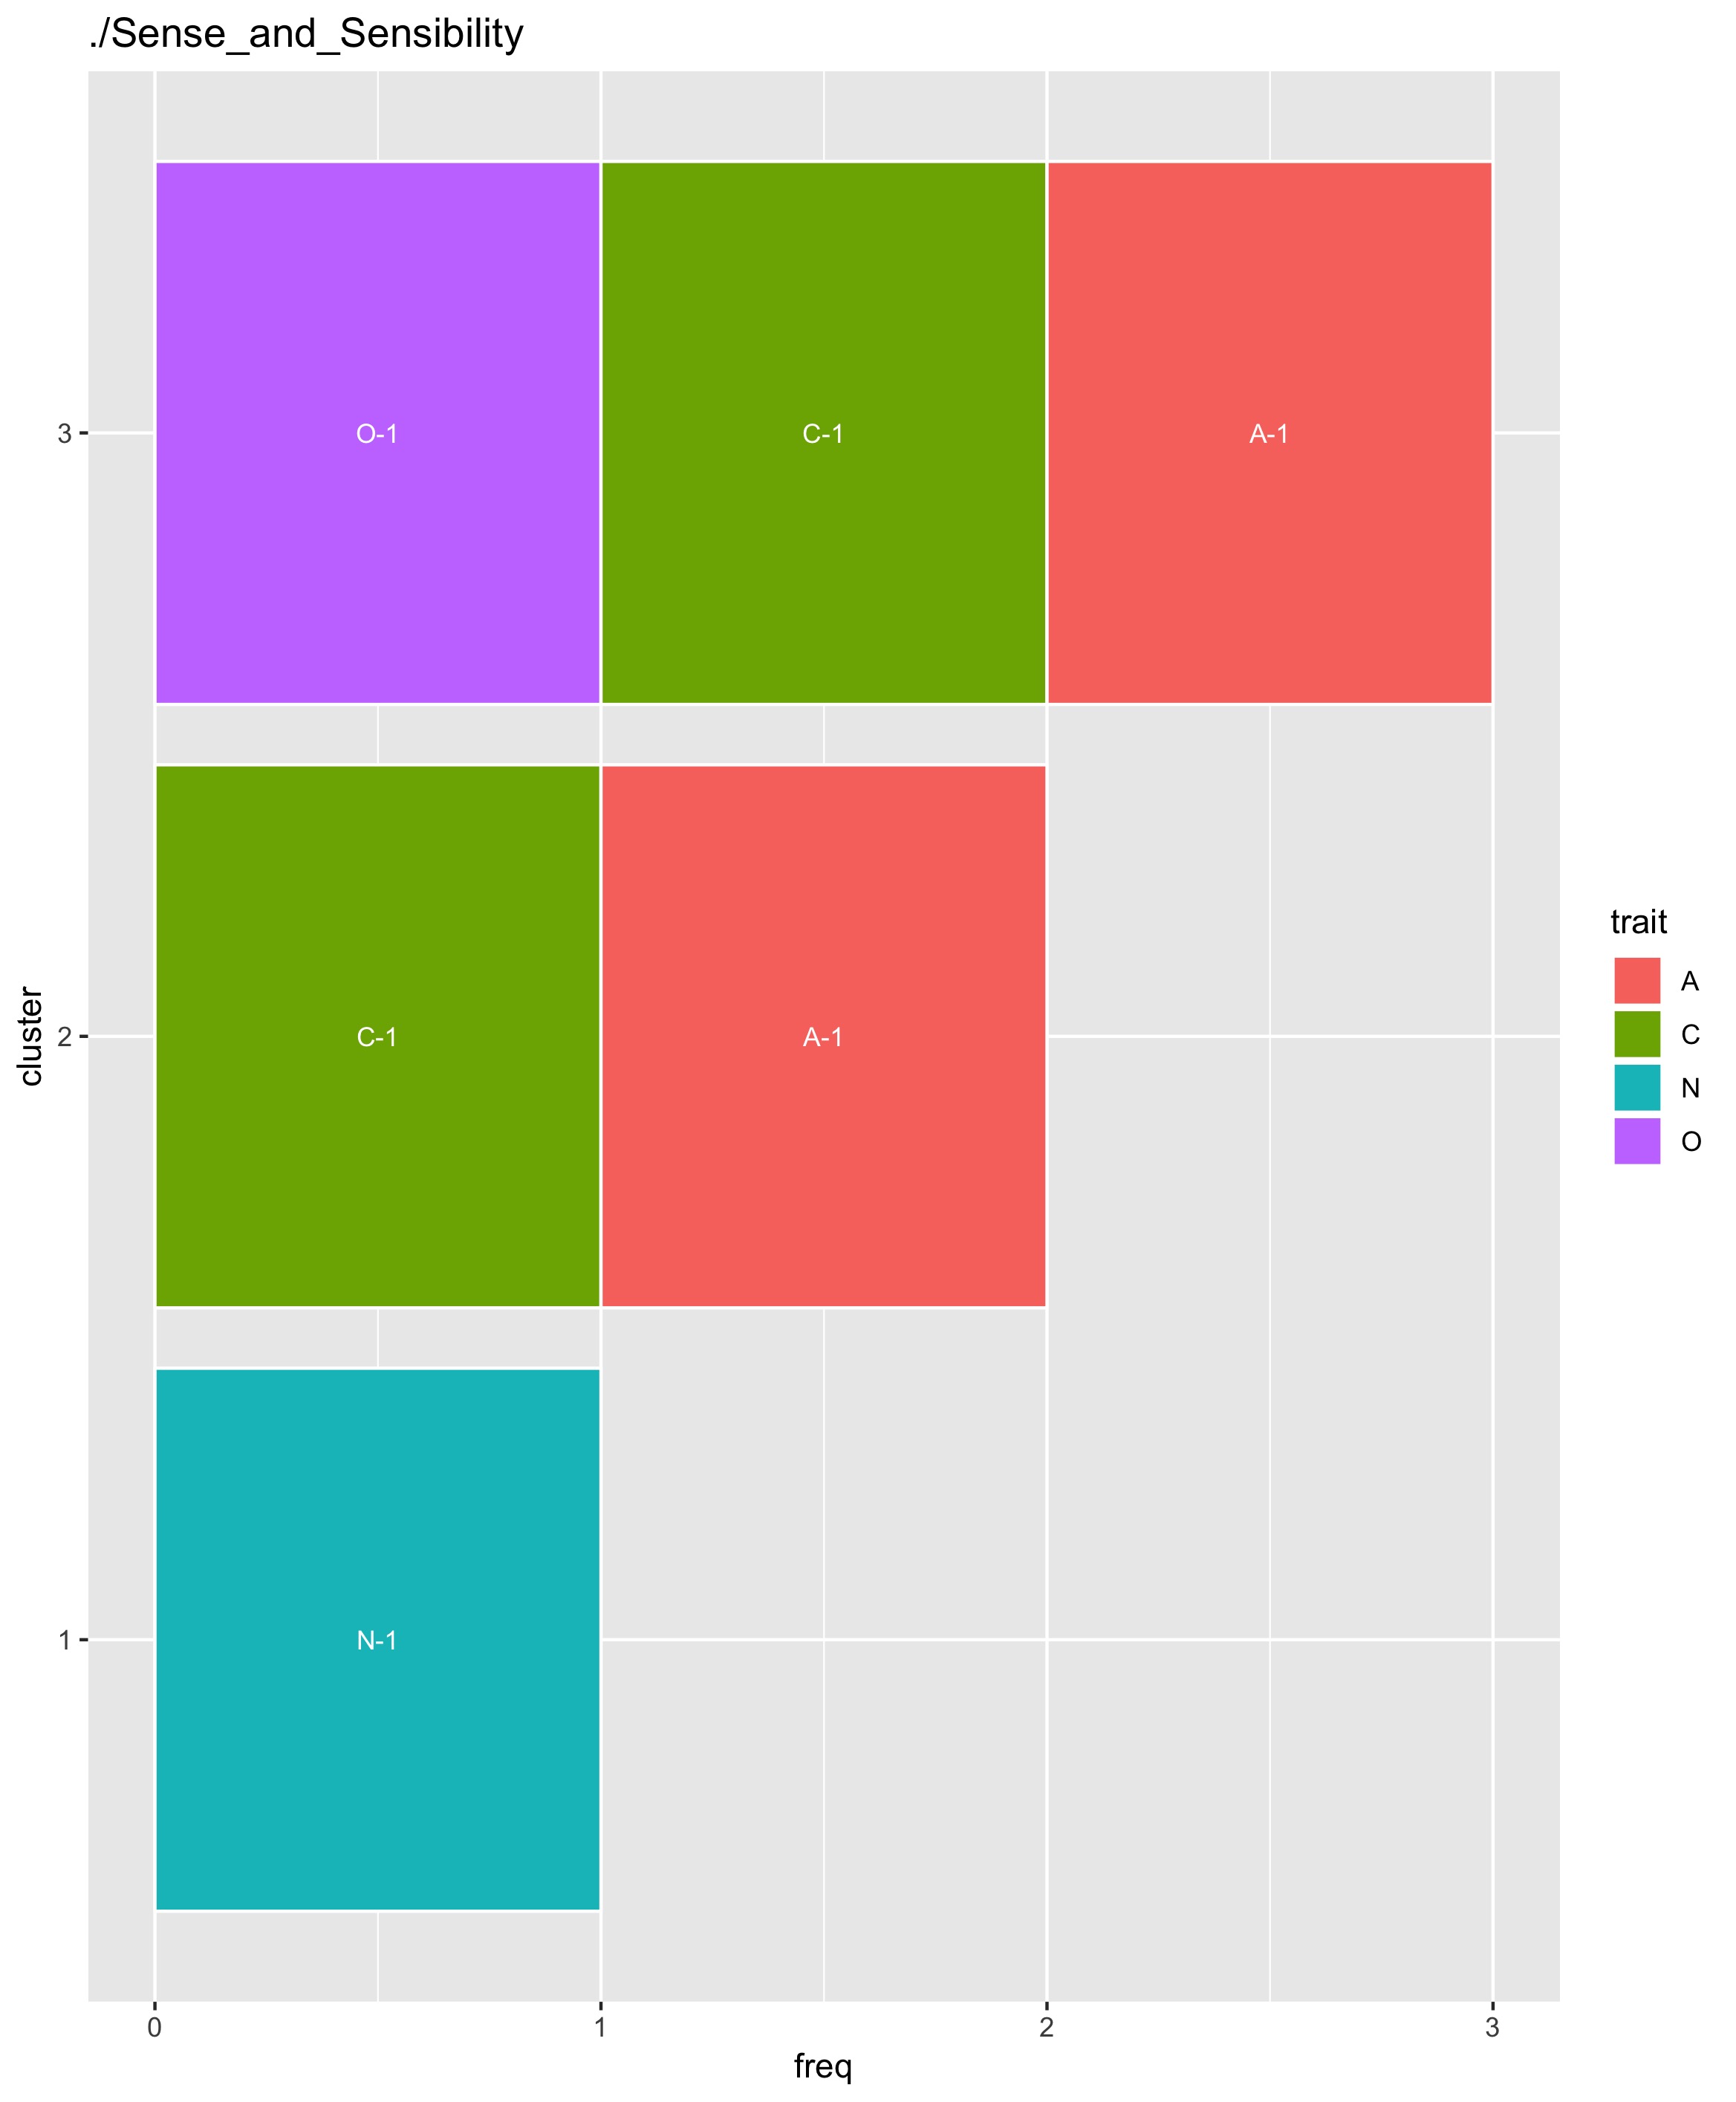 ./Sense_and_Sensibility
3
O-1
C-1
A-1
2
C-1
A-1
1
N-1
cluster
0
1
2
3
freq
trait
A
C
N
O